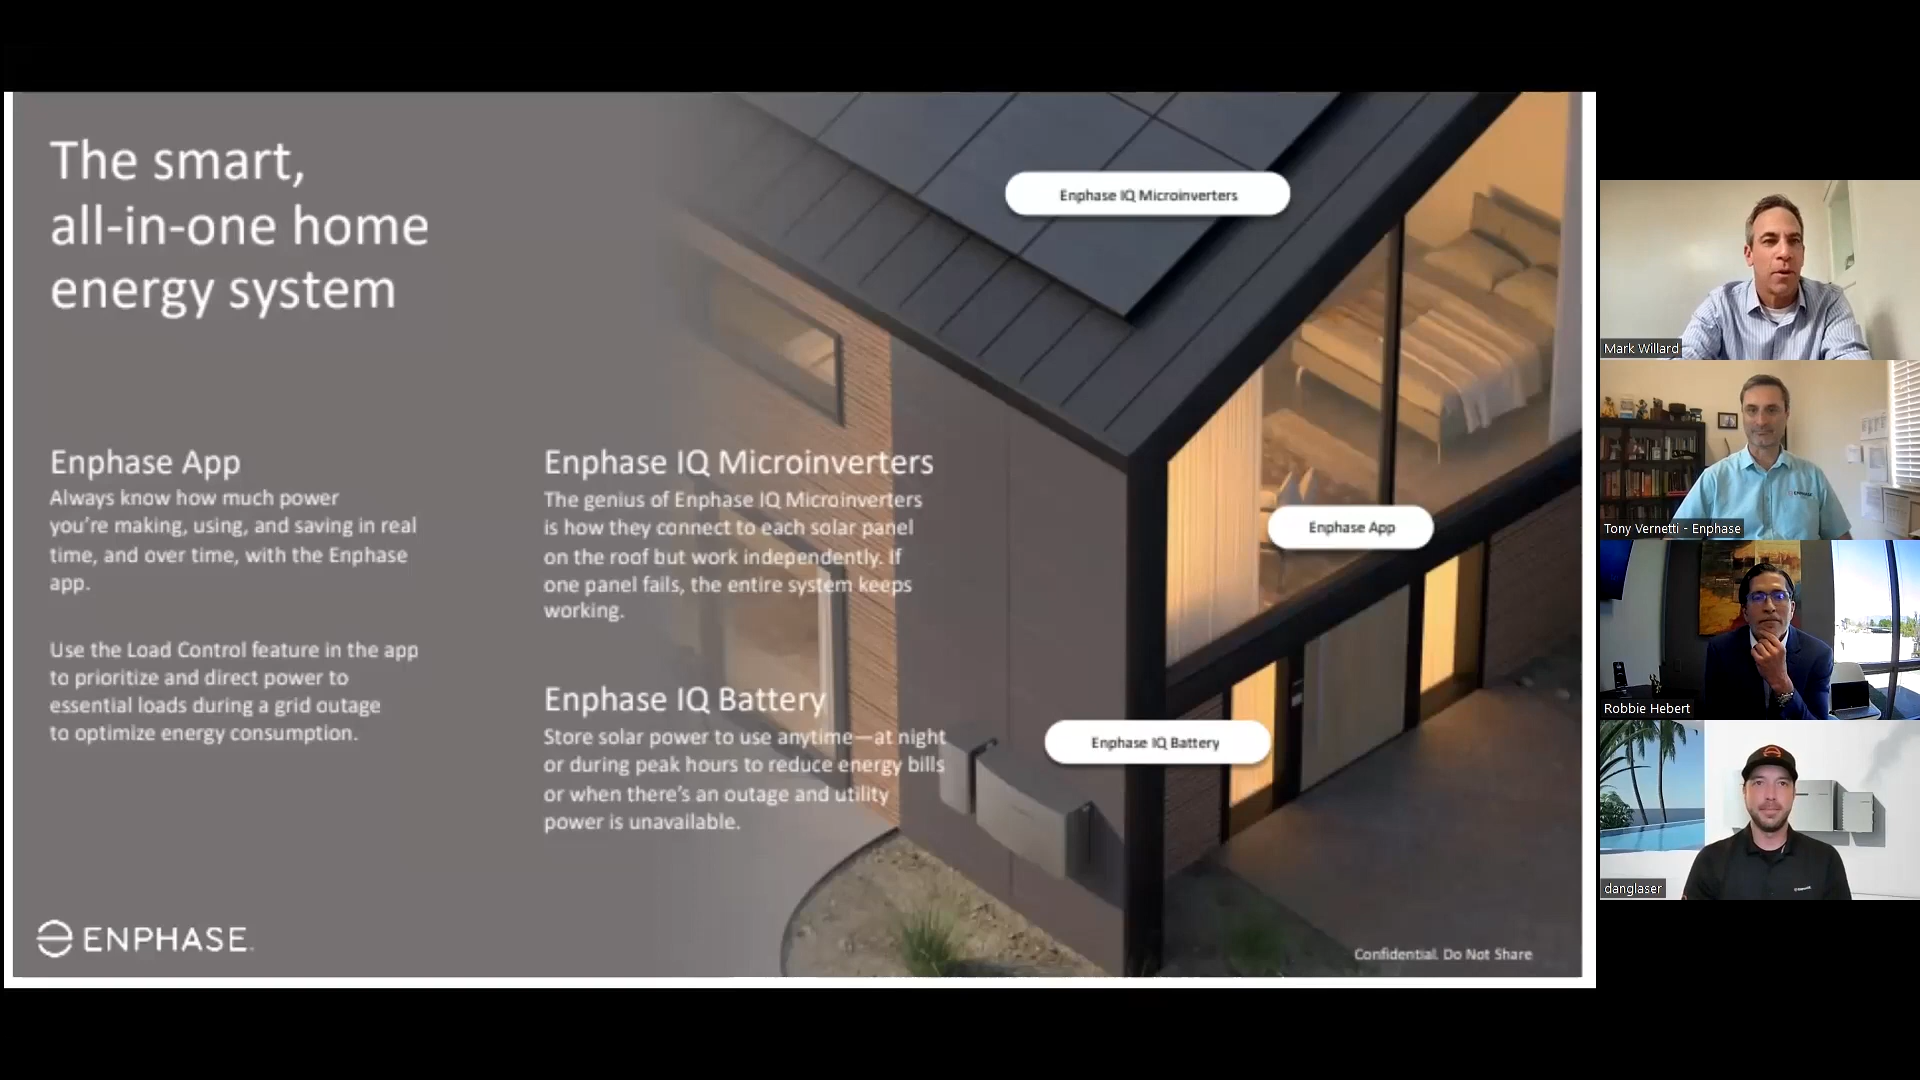 The smart,
all-in-one home
energy system
Enphase App
Always know how much power
you're making, using, and saving in real
time, and over time, with the Enphase
app.
Use the Load Control feature in the app
to prioritize and direct power to
essential loads during a grid outage
to optimize energy consumption.
Enphase IQ Microinverters
The genius of Enphase IQ Microinverters
is how they connect to each solar panel
on the roof but work independently. If
one panel fails, the entire system keeps
working.
Enphase IQ Battery
Store solar power to use anytime—at night
or during peak hours to reduce energy bills
or when there's an outage and utility
power is unavailable.
Enphase IQ Microinverters
Enphase App
Enphase IQ Battery
ENPHASE
Confidential. Do Not Share
Mark Willard
Tony Vernetti - Enphase
Robbie Hebert
danglaser